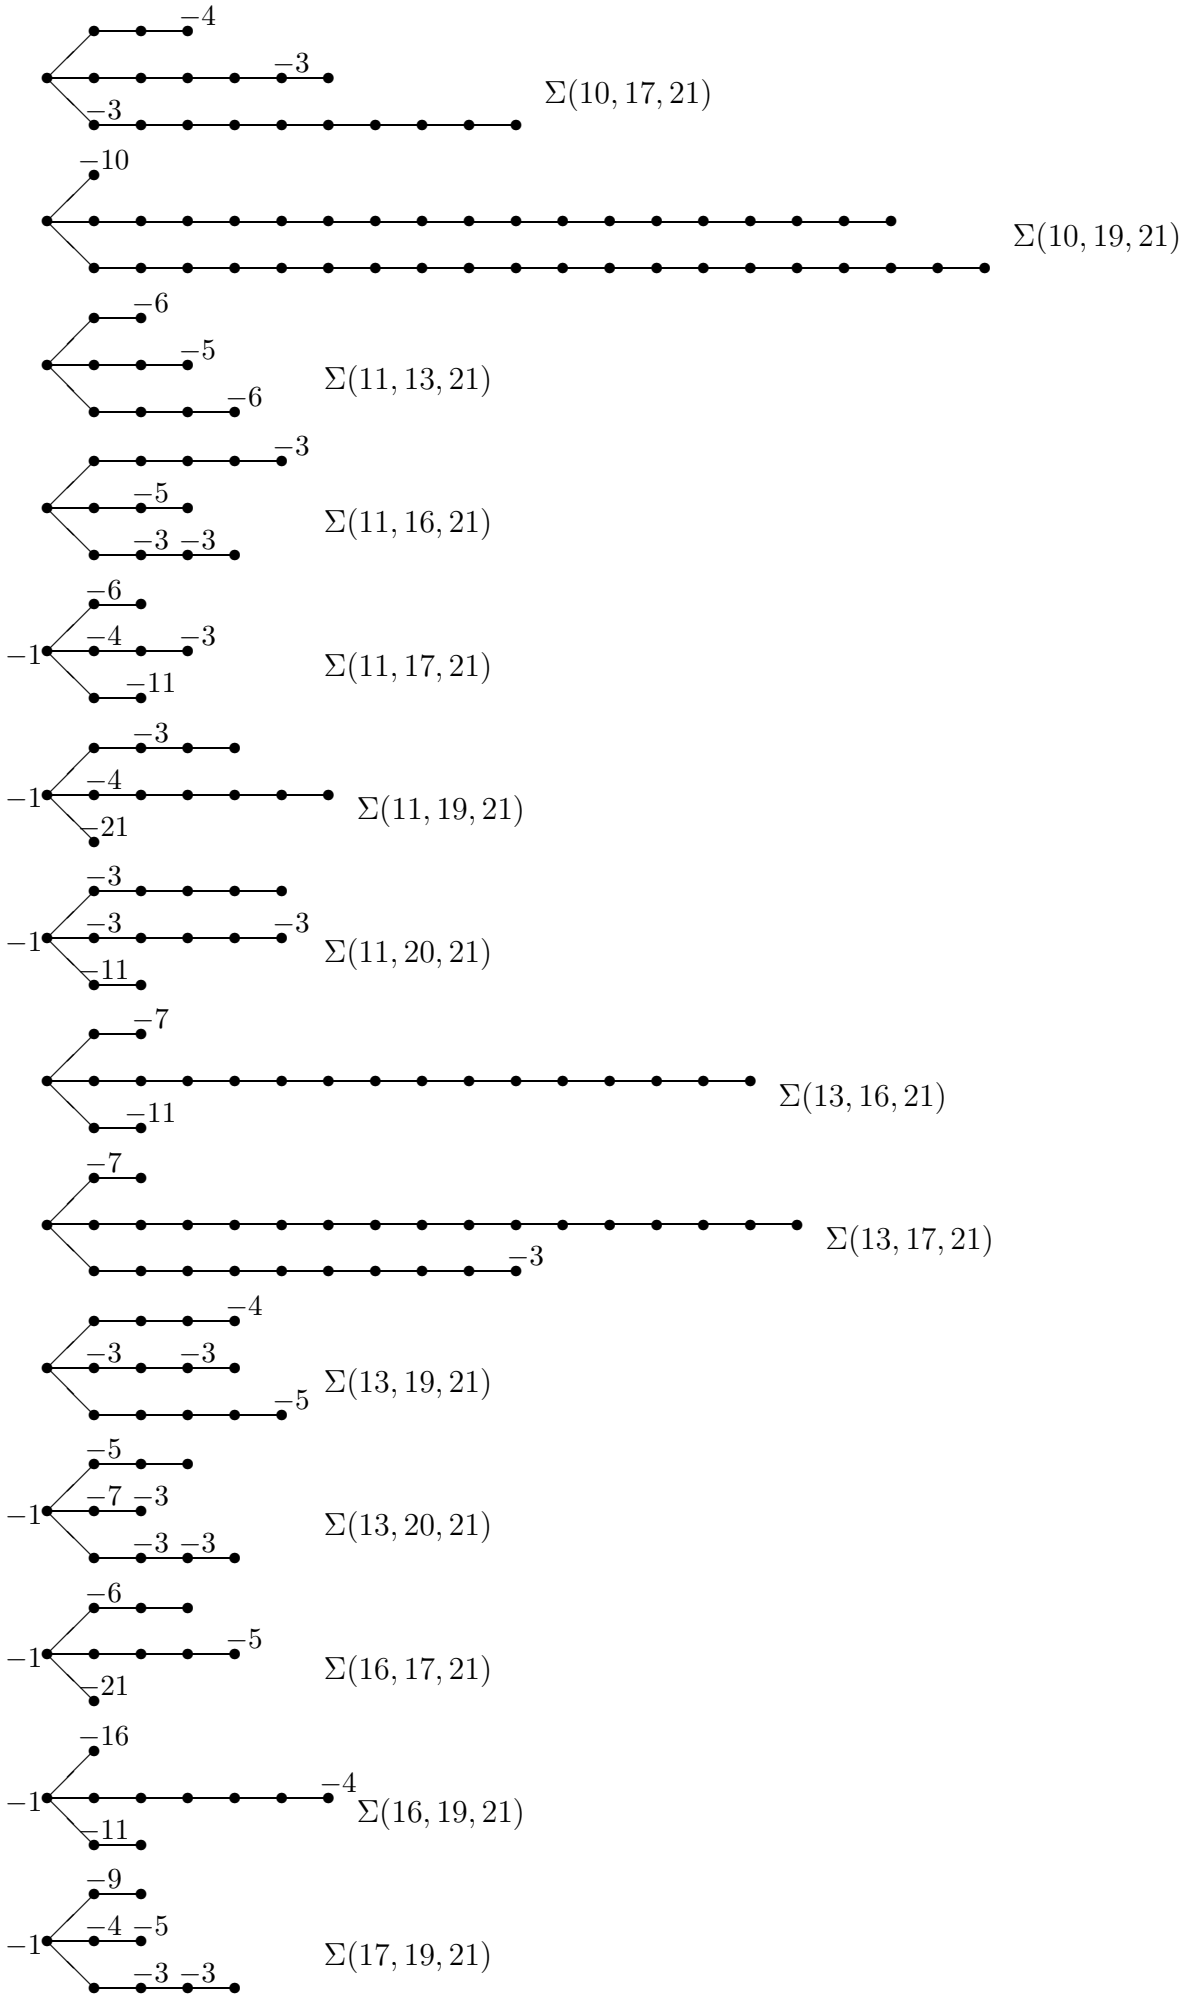 −4
−3
−3
Σ(10, 17, 21)
−10
Σ(10, 19, 21)
−6
−5
−6
Σ(11, 13, 21)
−3
−5
−3 −3
Σ(11, 16, 21)
−6
−1 −4 −3
−11
Σ(11, 17, 21)
−3
−1 −4
−21
Σ(11, 19, 21)
−3
−1 −3 −3
−11
Σ(11, 20, 21)
−7
−11
Σ(13, 16, 21)
−7
−3
Σ(13, 17, 21)
−4
−3 −3
−5
Σ(13, 19, 21)
−5
−1 −7 −3
−3 −3
Σ(13, 20, 21)
−6
−1 −5
−21
Σ(16, 17, 21)
−16
−1 −4
−11
Σ(16, 19, 21)
−9
−1 −4 −5
−3 −3
Σ(17, 19, 21)